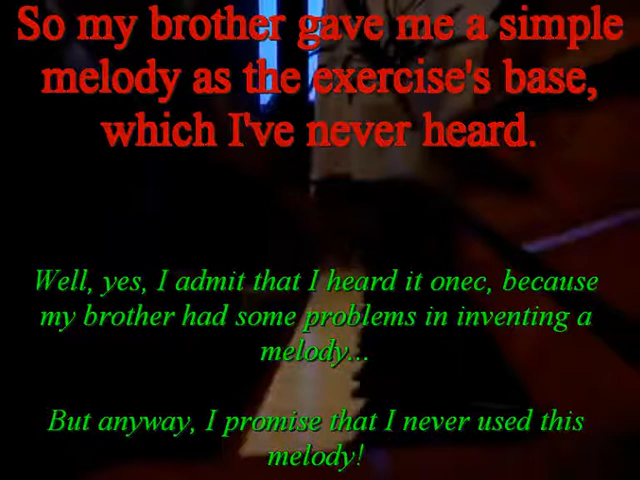 So my brother gave me a simple
melody as the exercise's base,
which I've never heard.
Well, yes, I admit that I heard it onec, because
my brother had some problems in inventing a
melody...
But anyway, I promise that I never used this
melody!